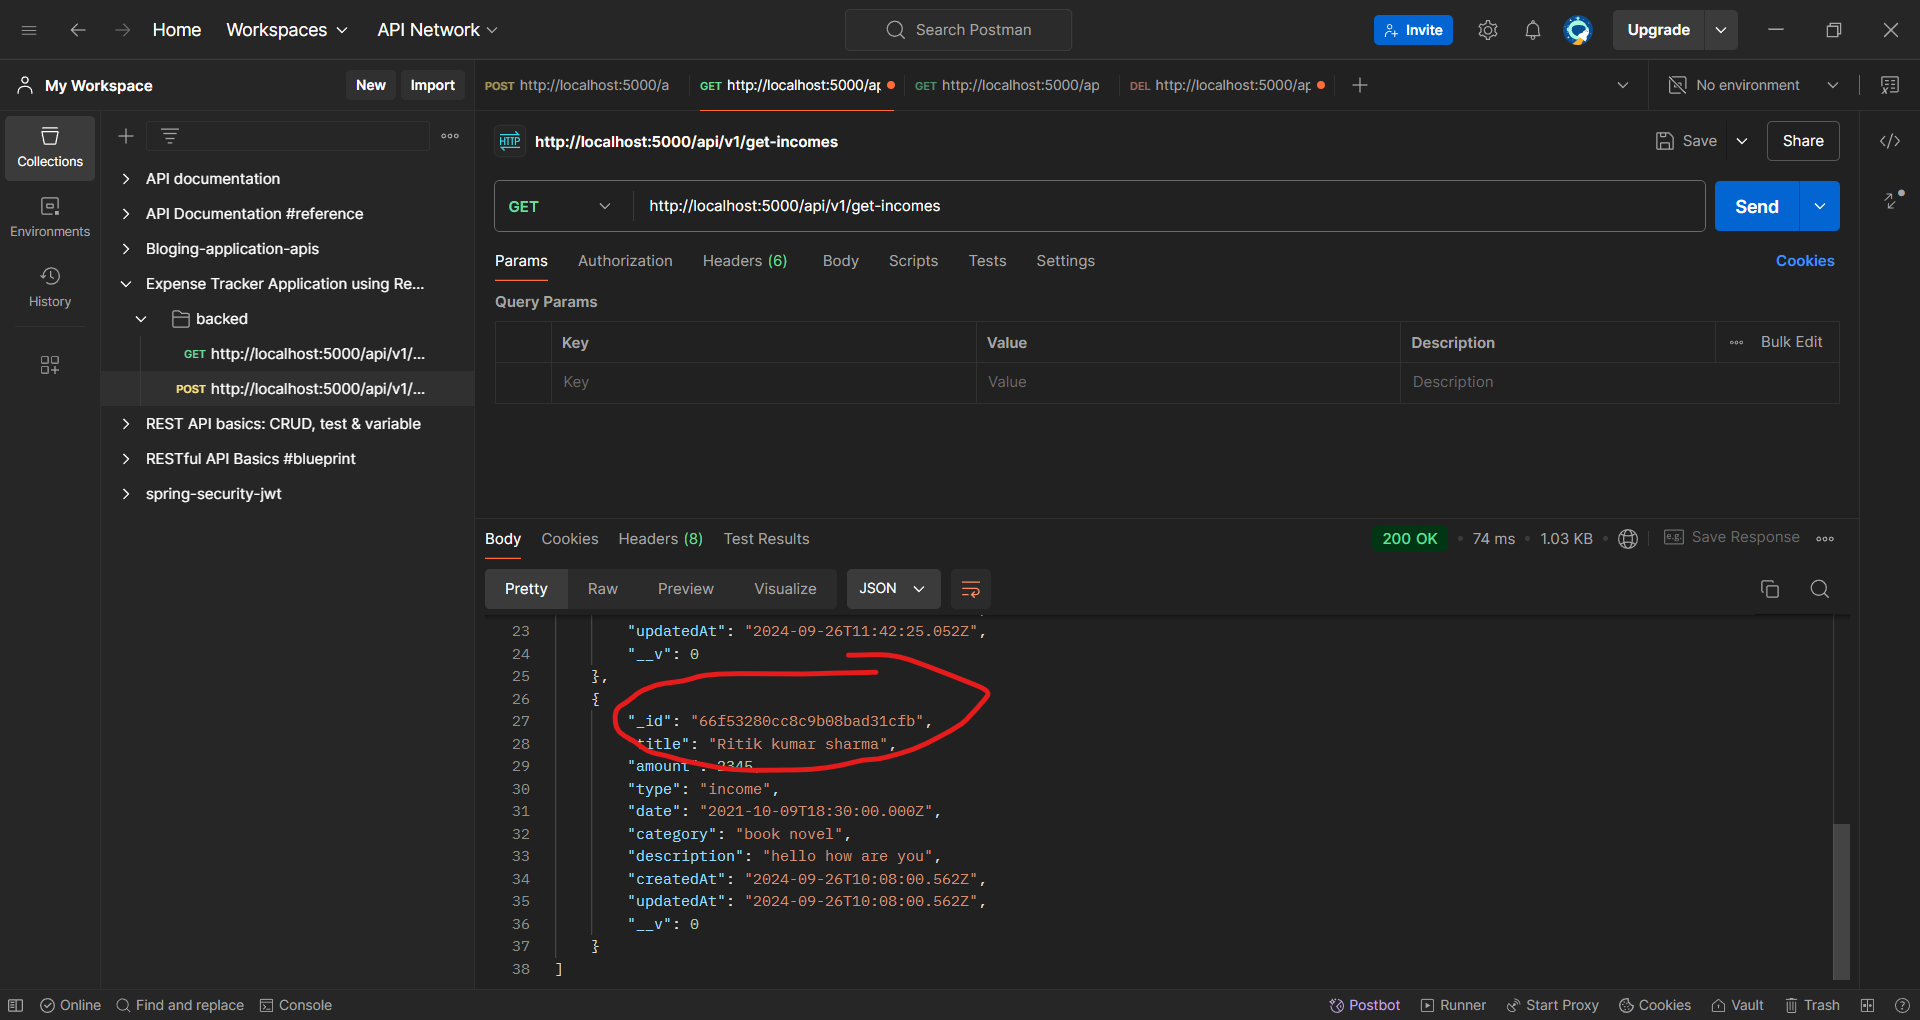 Home Workspaces API Network Search Postman Invite Upgrade
My Workspace New Import POST http://localhost:5000/a GET http://localhost:5000/ap GET http://localhost:5000/ap DEL http://localhost:5000/ap No environment
Collections
Environments
History
API documentation
API Documentation #reference
Bloging-application-apis
Expense Tracker Application using Re...
backed
GET http://localhost:5000/api/v1/...
POST http://localhost:5000/api/v1/...
REST API basics: CRUD, test & variable
RESTful API Basics #blueprint
spring-security-jwt
HTTP http://localhost:5000/api/v1/get-incomes Save Share
GET http://localhost:5000/api/v1/get-incomes Send
Params Authorization Headers (6) Body Scripts Tests Settings Cookies
Query Params
Key Value Description Bulk Edit
Key Value Description
Body Cookies Headers (8) Test Results 200 OK 74 ms 1.03 KB e.g. Save Response
Pretty Raw Preview Visualize JSON
23 "updatedAt": "2024-09-26T11:42:25.052Z",
24 "__v": 0
25 },
26 {
27 "_id": "66f53280cc8c9b08bad31cfb",
28 "title": "Ritik kumar sharma",
29 "amount": 2345,
30 "type": "income",
31 "date": "2021-10-09T18:30:00.000Z",
32 "category": "book novel",
33 "description": "hello how are you",
34 "createdAt": "2024-09-26T10:08:00.562Z",
35 "updatedAt": "2024-09-26T10:08:00.562Z",
36 "__v": 0
37 }
38 ]
Online Find and replace Console Postbot Runner Start Proxy Cookies Vault Trash